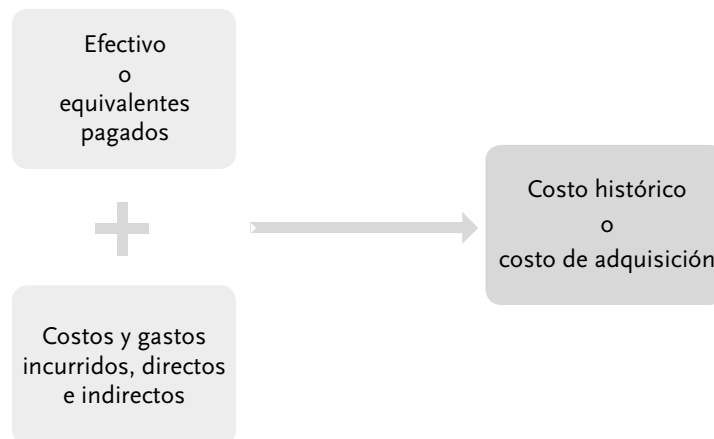 Efectivo
o
equivalentes
pagados
Costo histórico
o
costo de adquisición
Costos y gastos
incurridos, directos
e indirectos